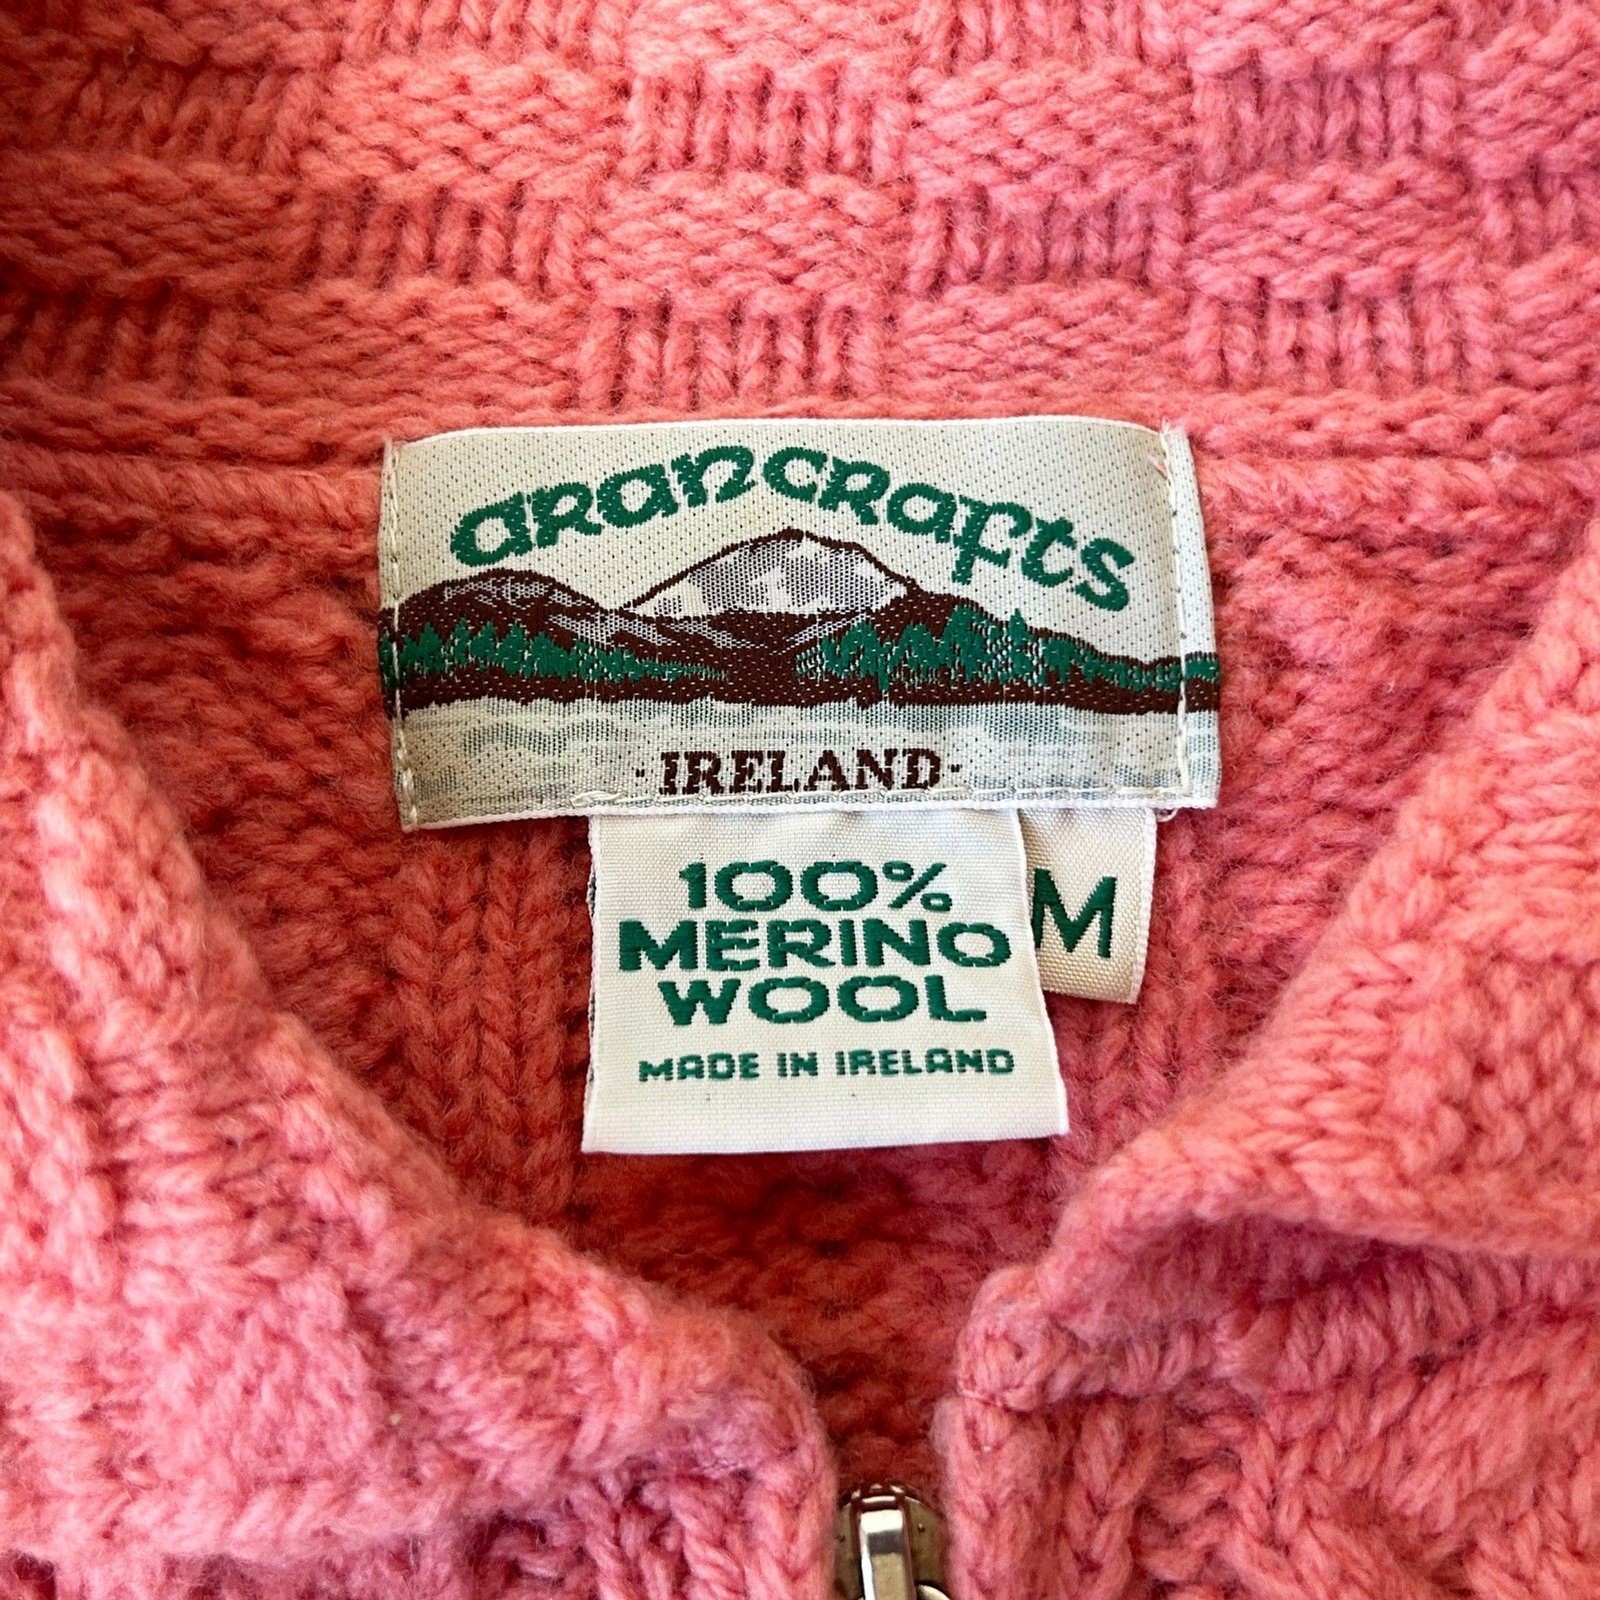 arancrafts
· IRELAND ·
100%
MERINO
WOOL
MADE IN IRELAND
M